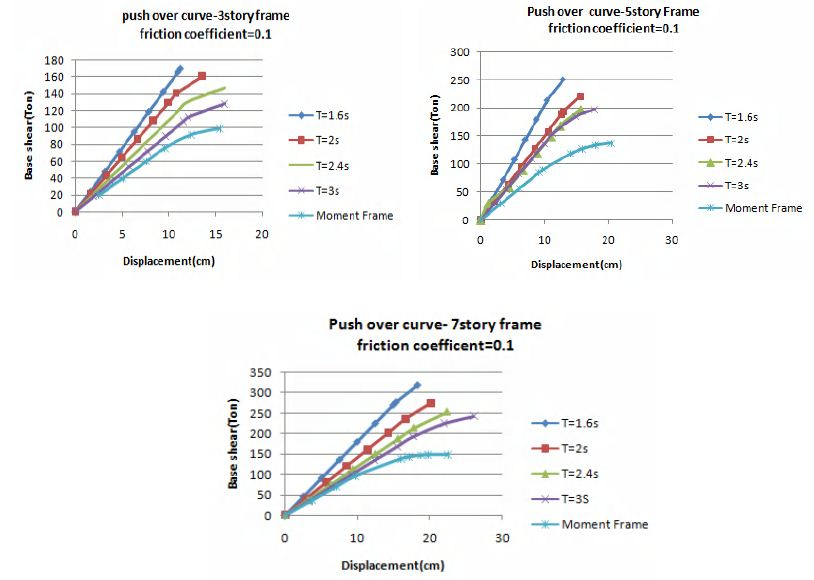 push over curve-3story frame
friction coefficient=0.1
180
160
140
120
100
80
60
40
20
0
Base shear(Ton)
0 5 10 15 20
Displacement(cm)
T=1.6s
T=2s
T=2.4s
T=3s
Moment Frame
Push over curve-5story Frame
friction coefficient=0.1
300
250
200
150
100
50
0
Base shear(Ton)
0 10 20 30
Displacement(cm)
T=1.6s
T=2s
T=2.4s
T=3s
Moment Frame
Push over curve- 7story frame
friction coefficent=0.1
350
300
250
200
150
100
50
0
Base shear(Ton)
0 10 20 30
Displacement(cm)
T=1.6s
T=2s
T=2.4s
T=3S
Moment Frame